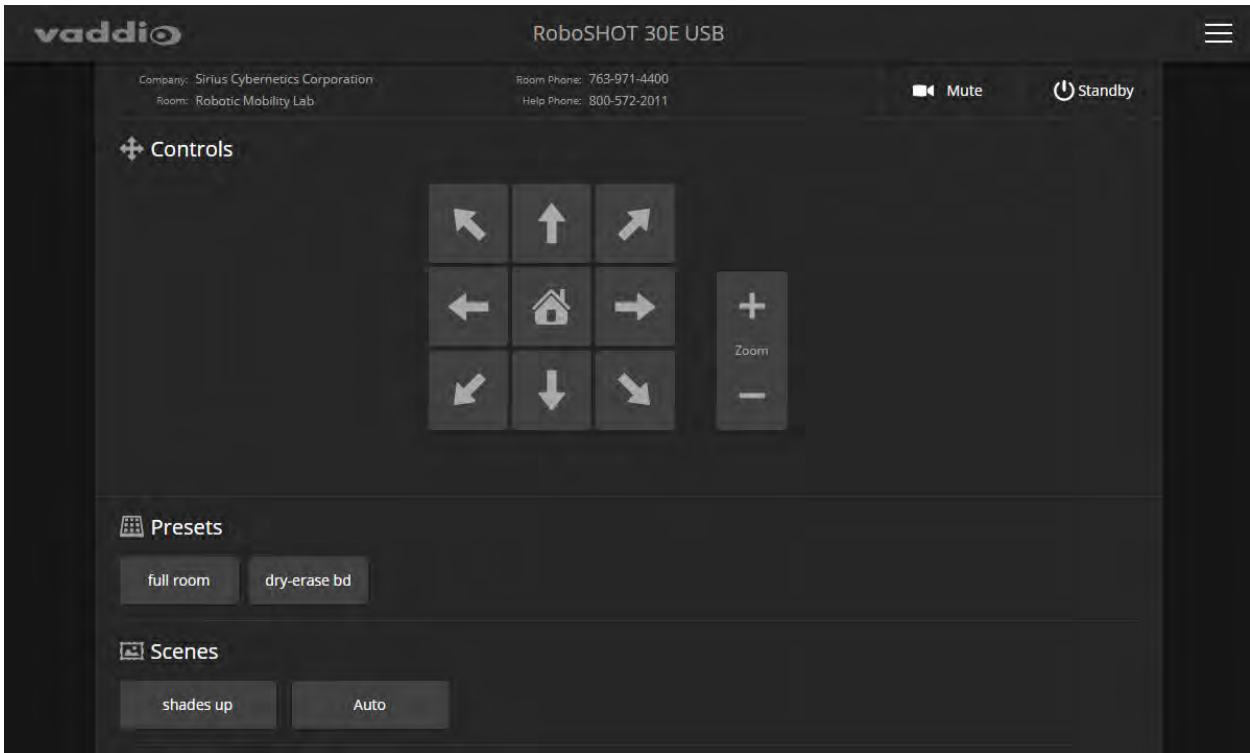 vaddio
RoboSHOT 30E USB
Company: Sirius Cybernetics Corporation
Room: Robotic Mobility Lab
Room Phone: 763-971-4400
Help Phone: 800-572-2011
Mute
Standby
Controls
Zoom
Presets
full room
dry-erase bd
Scenes
shades up
Auto